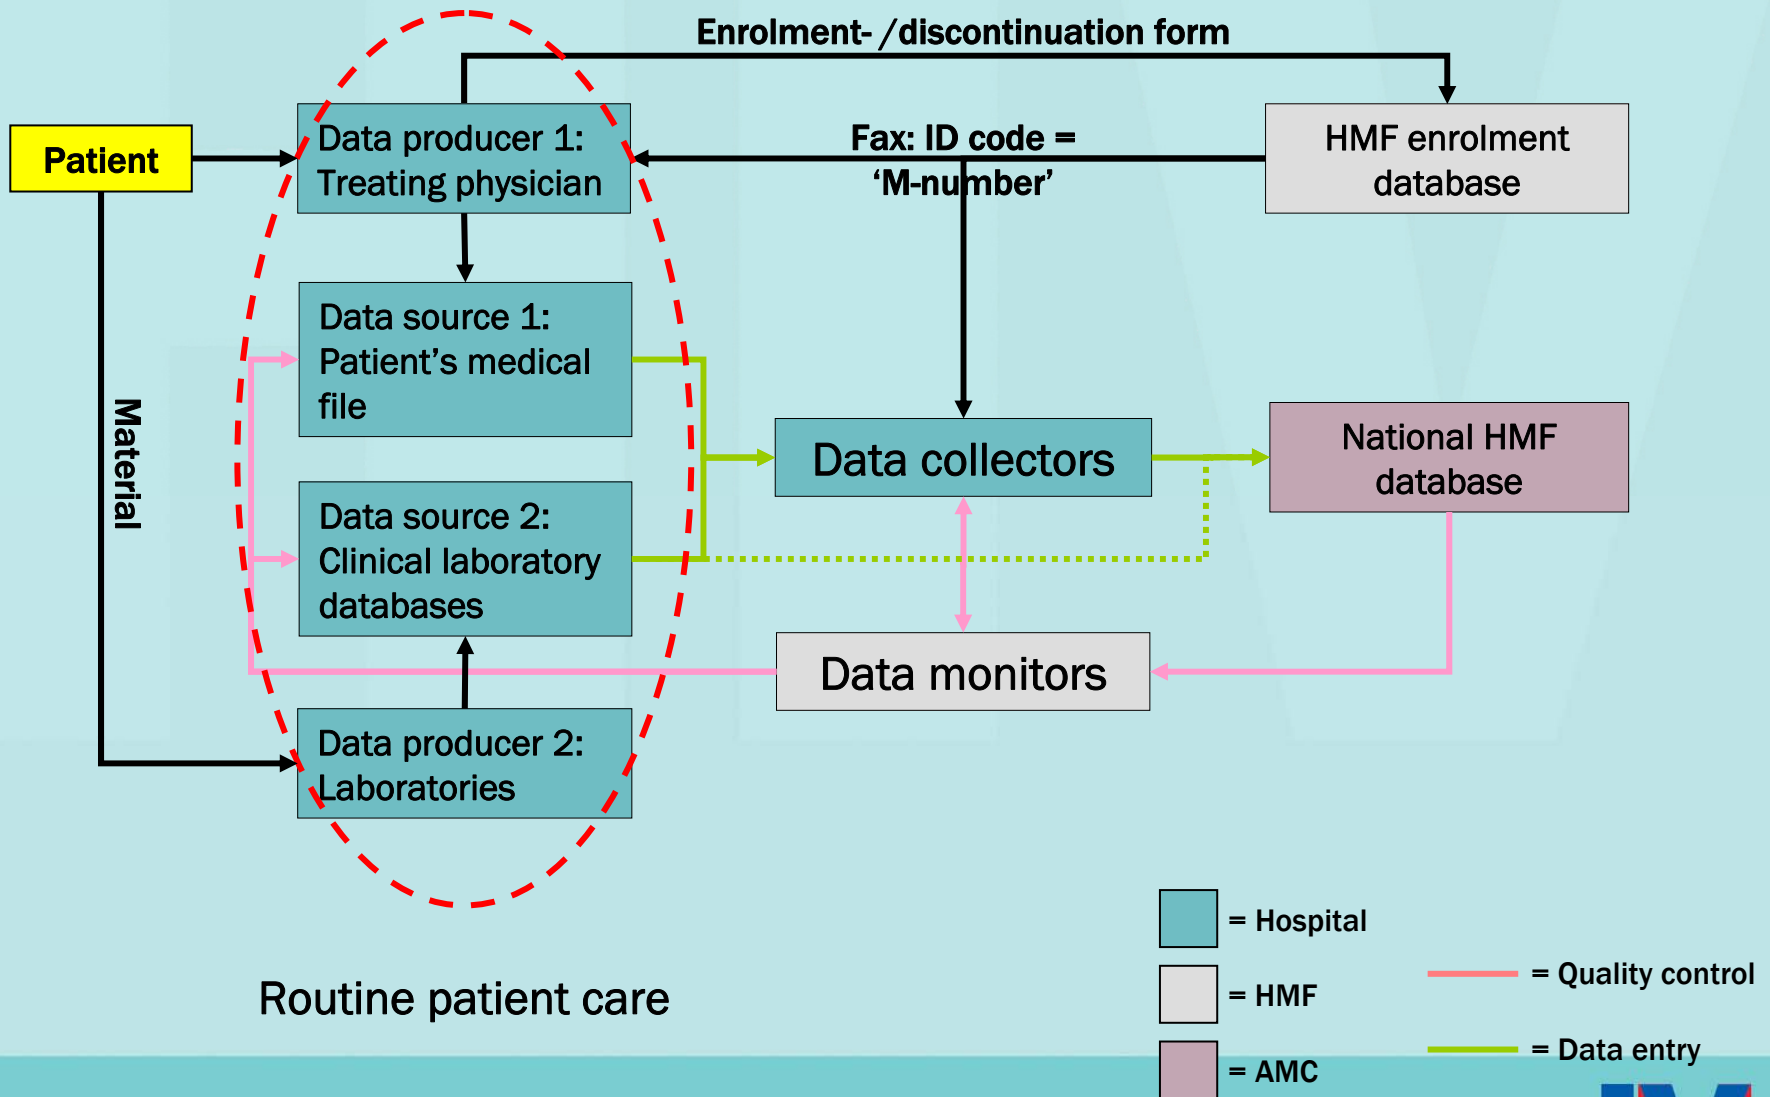 Enrolment- /discontinuation form
Patient
Data producer 1:
Treating physician
Fax: ID code =
‘M-number’
HMF enrolment
database
Data source 1:
Patient’s medical
file
Material
Data collectors
National HMF
database
Data source 2:
Clinical laboratory
databases
Data monitors
Data producer 2:
Laboratories
Routine patient care
= Hospital
= HMF
= AMC
= Quality control
= Data entry